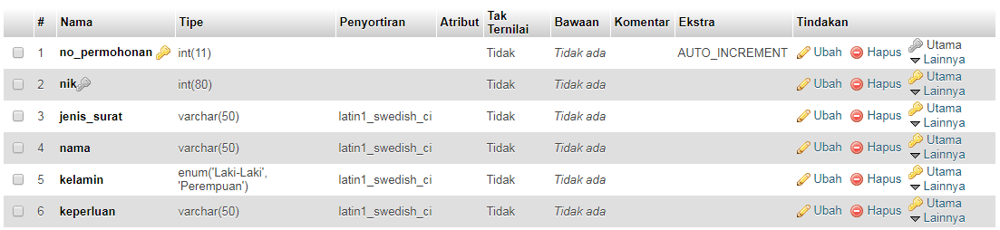 # Nama Tipe Penyortiran Atribut Tak Ternilai Bawaan Komentar Ekstra Tindakan
1 no_permohonan int(11) Tidak Tidak ada AUTO_INCREMENT Ubah Hapus Utama Lainnya
2 nik int(80) Tidak Tidak ada Ubah Hapus Utama Lainnya
3 jenis_surat varchar(50) latin1_swedish_ci Tidak Tidak ada Ubah Hapus Utama Lainnya
4 nama varchar(50) latin1_swedish_ci Tidak Tidak ada Ubah Hapus Utama Lainnya
5 kelamin enum('Laki-Laki', 'Perempuan') latin1_swedish_ci Tidak Tidak ada Ubah Hapus Utama Lainnya
6 keperluan varchar(50) latin1_swedish_ci Tidak Tidak ada Ubah Hapus Utama Lainnya